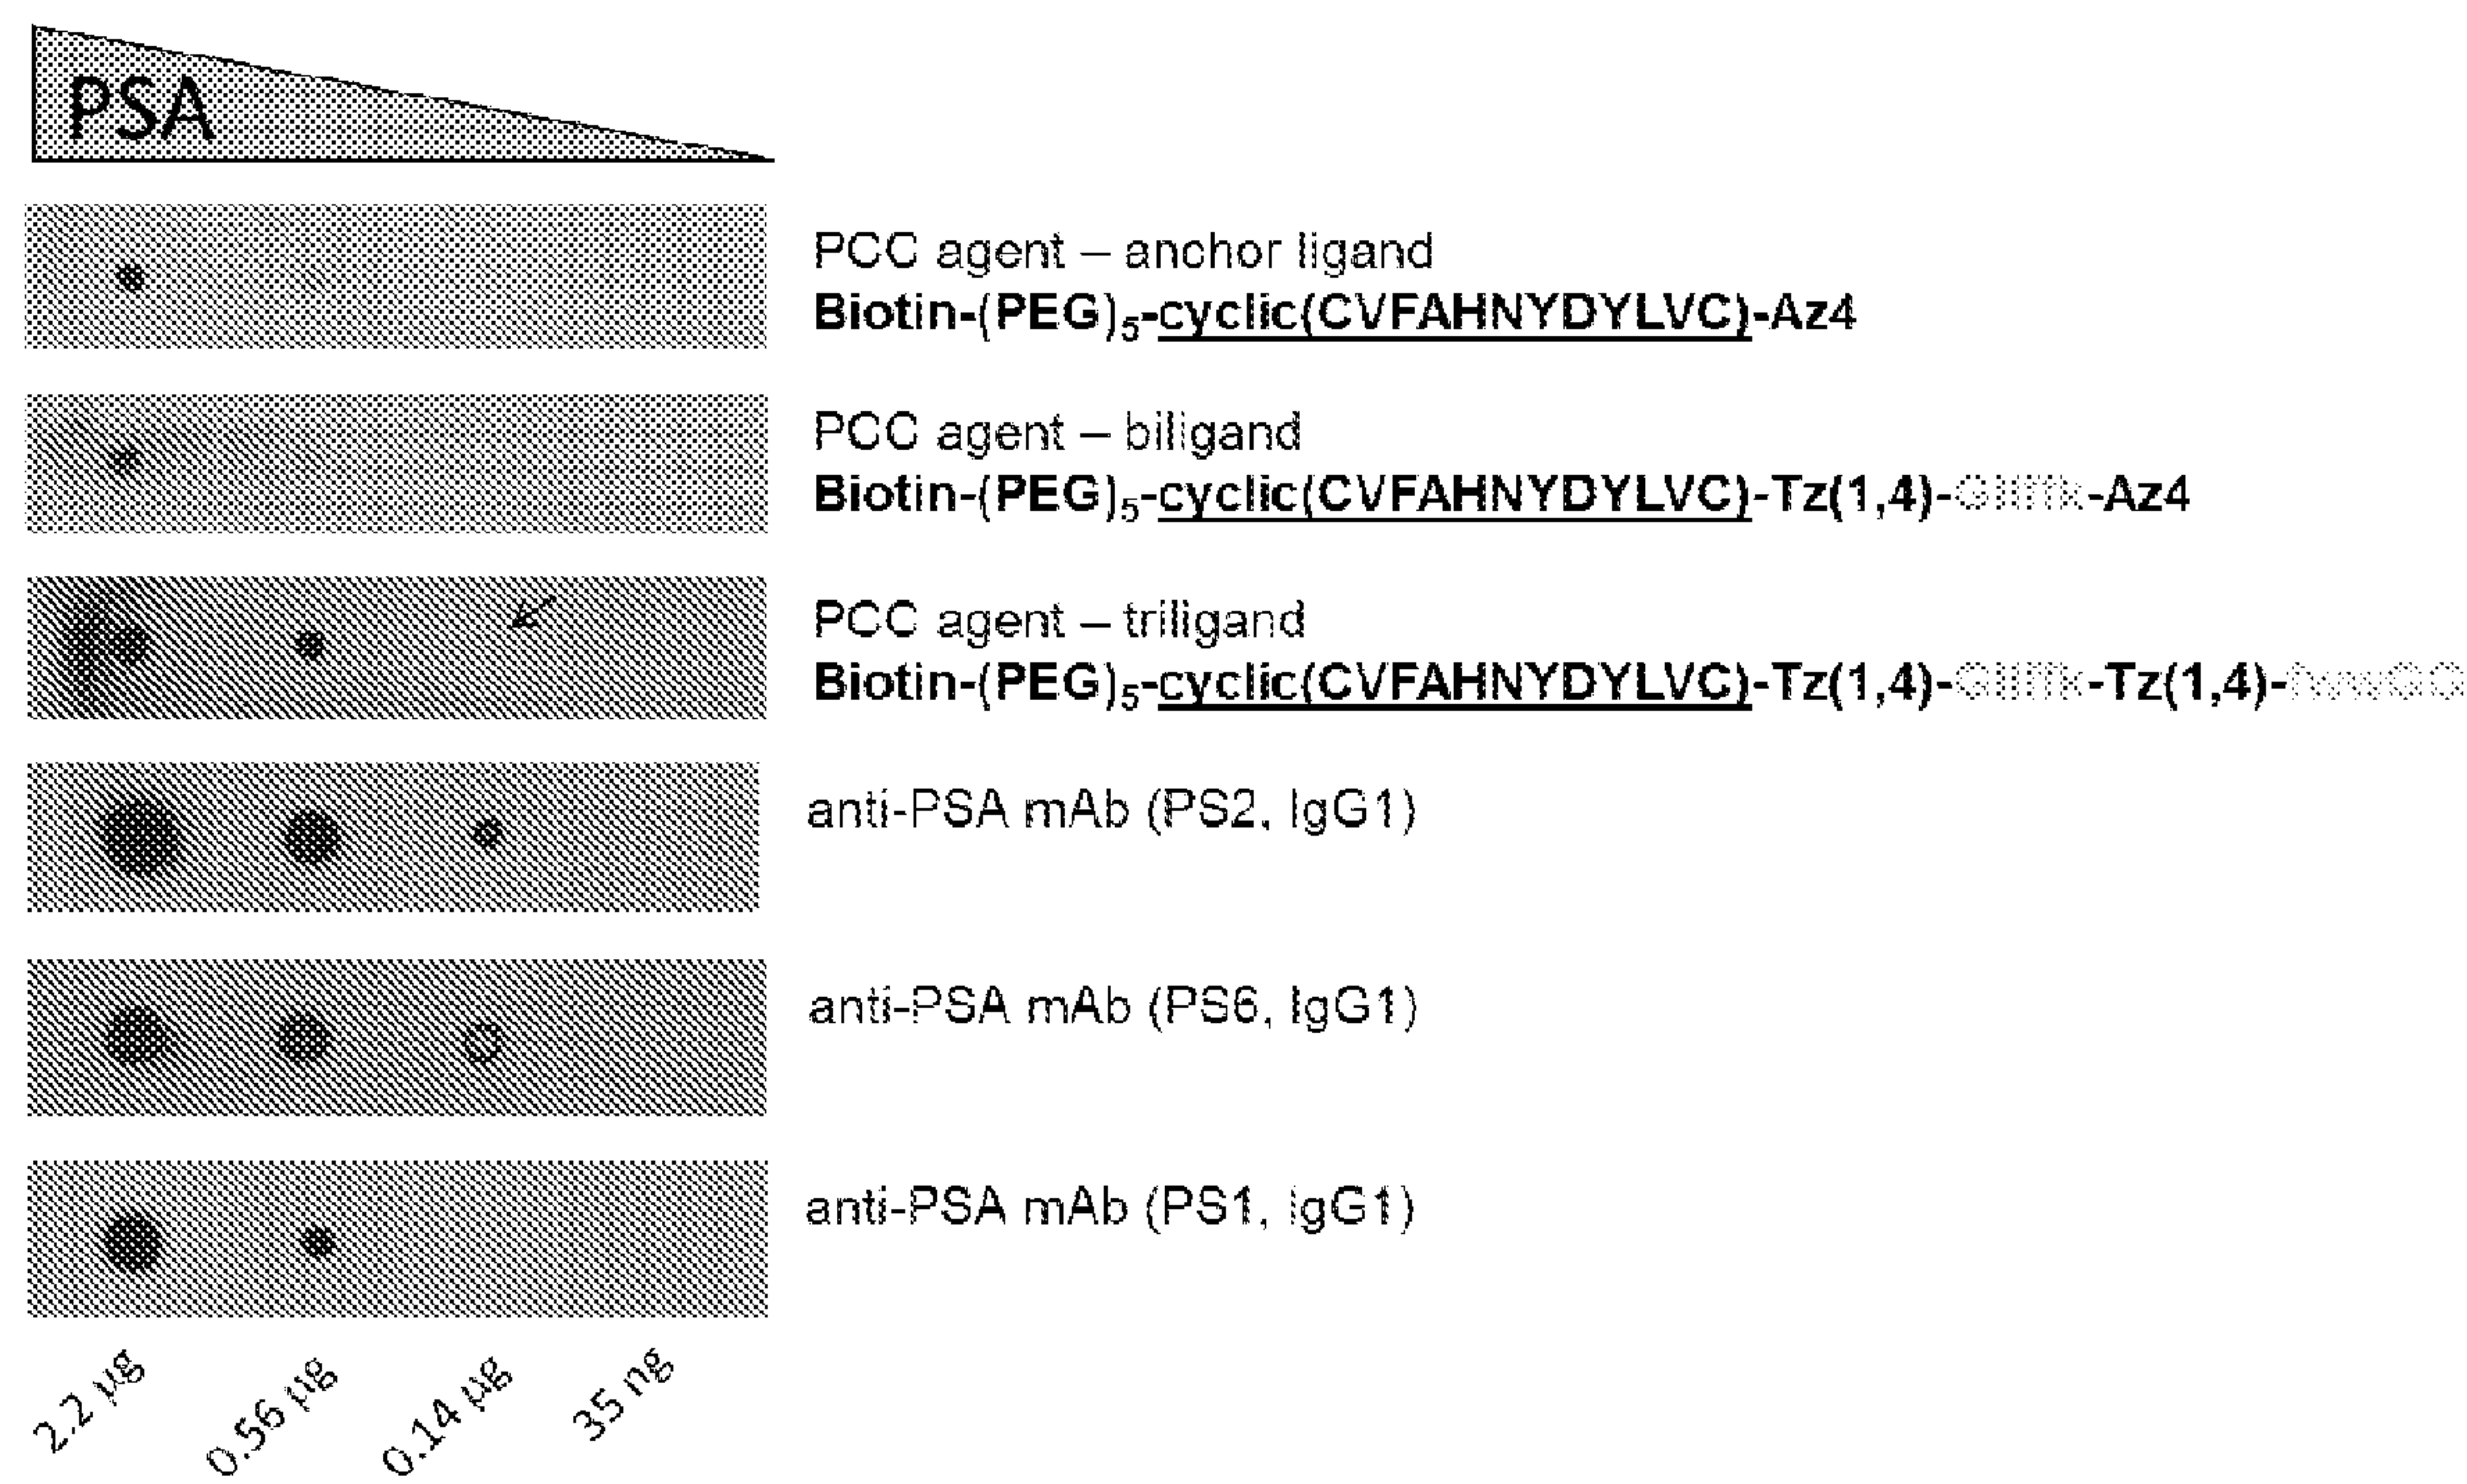 PSA
PCC agent – anchor ligand
Biotin-(PEG)5-cyclic(CVFAHNYDYLVC)-Az4
PCC agent – biligand
Biotin-(PEG)5-cyclic(CVFAHNYDYLVC)-Tz(1,4)- -Az4
PCC agent – triligand
Biotin-(PEG)5-cyclic(CVFAHNYDYLVC)-Tz(1,4)- -Tz(1,4)-
anti-PSA mAb (PS2, IgG1)
anti-PSA mAb (PS6, IgG1)
anti-PSA mAb (PS1, IgG1)
2.2 µg
0.56 µg
0.14 µg
35 ng